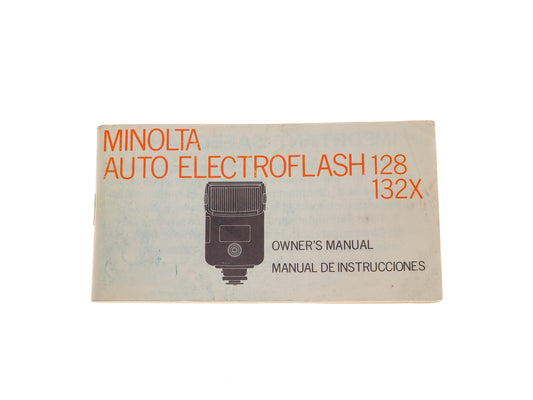 MINOLTA
AUTO ELECTROFLASH 128
132X
OWNER'S MANUAL
MANUAL DE INSTRUCCIONES